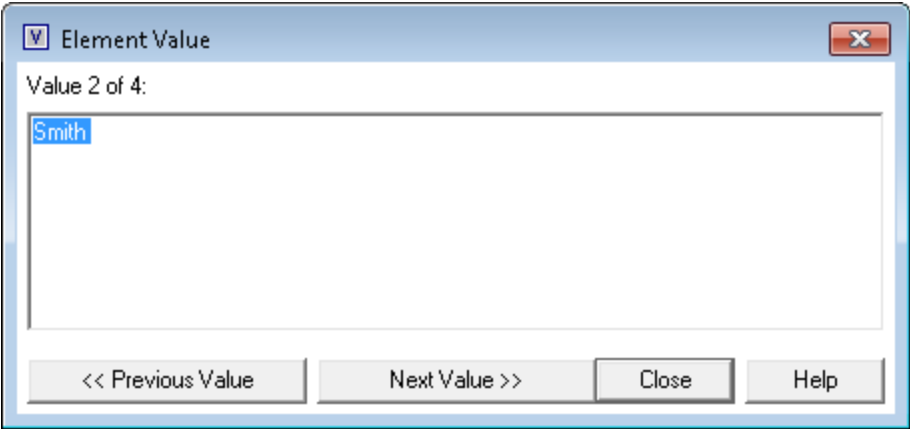 V Element Value
Value 2 of 4:
Smith
<< Previous Value Next Value >> Close Help